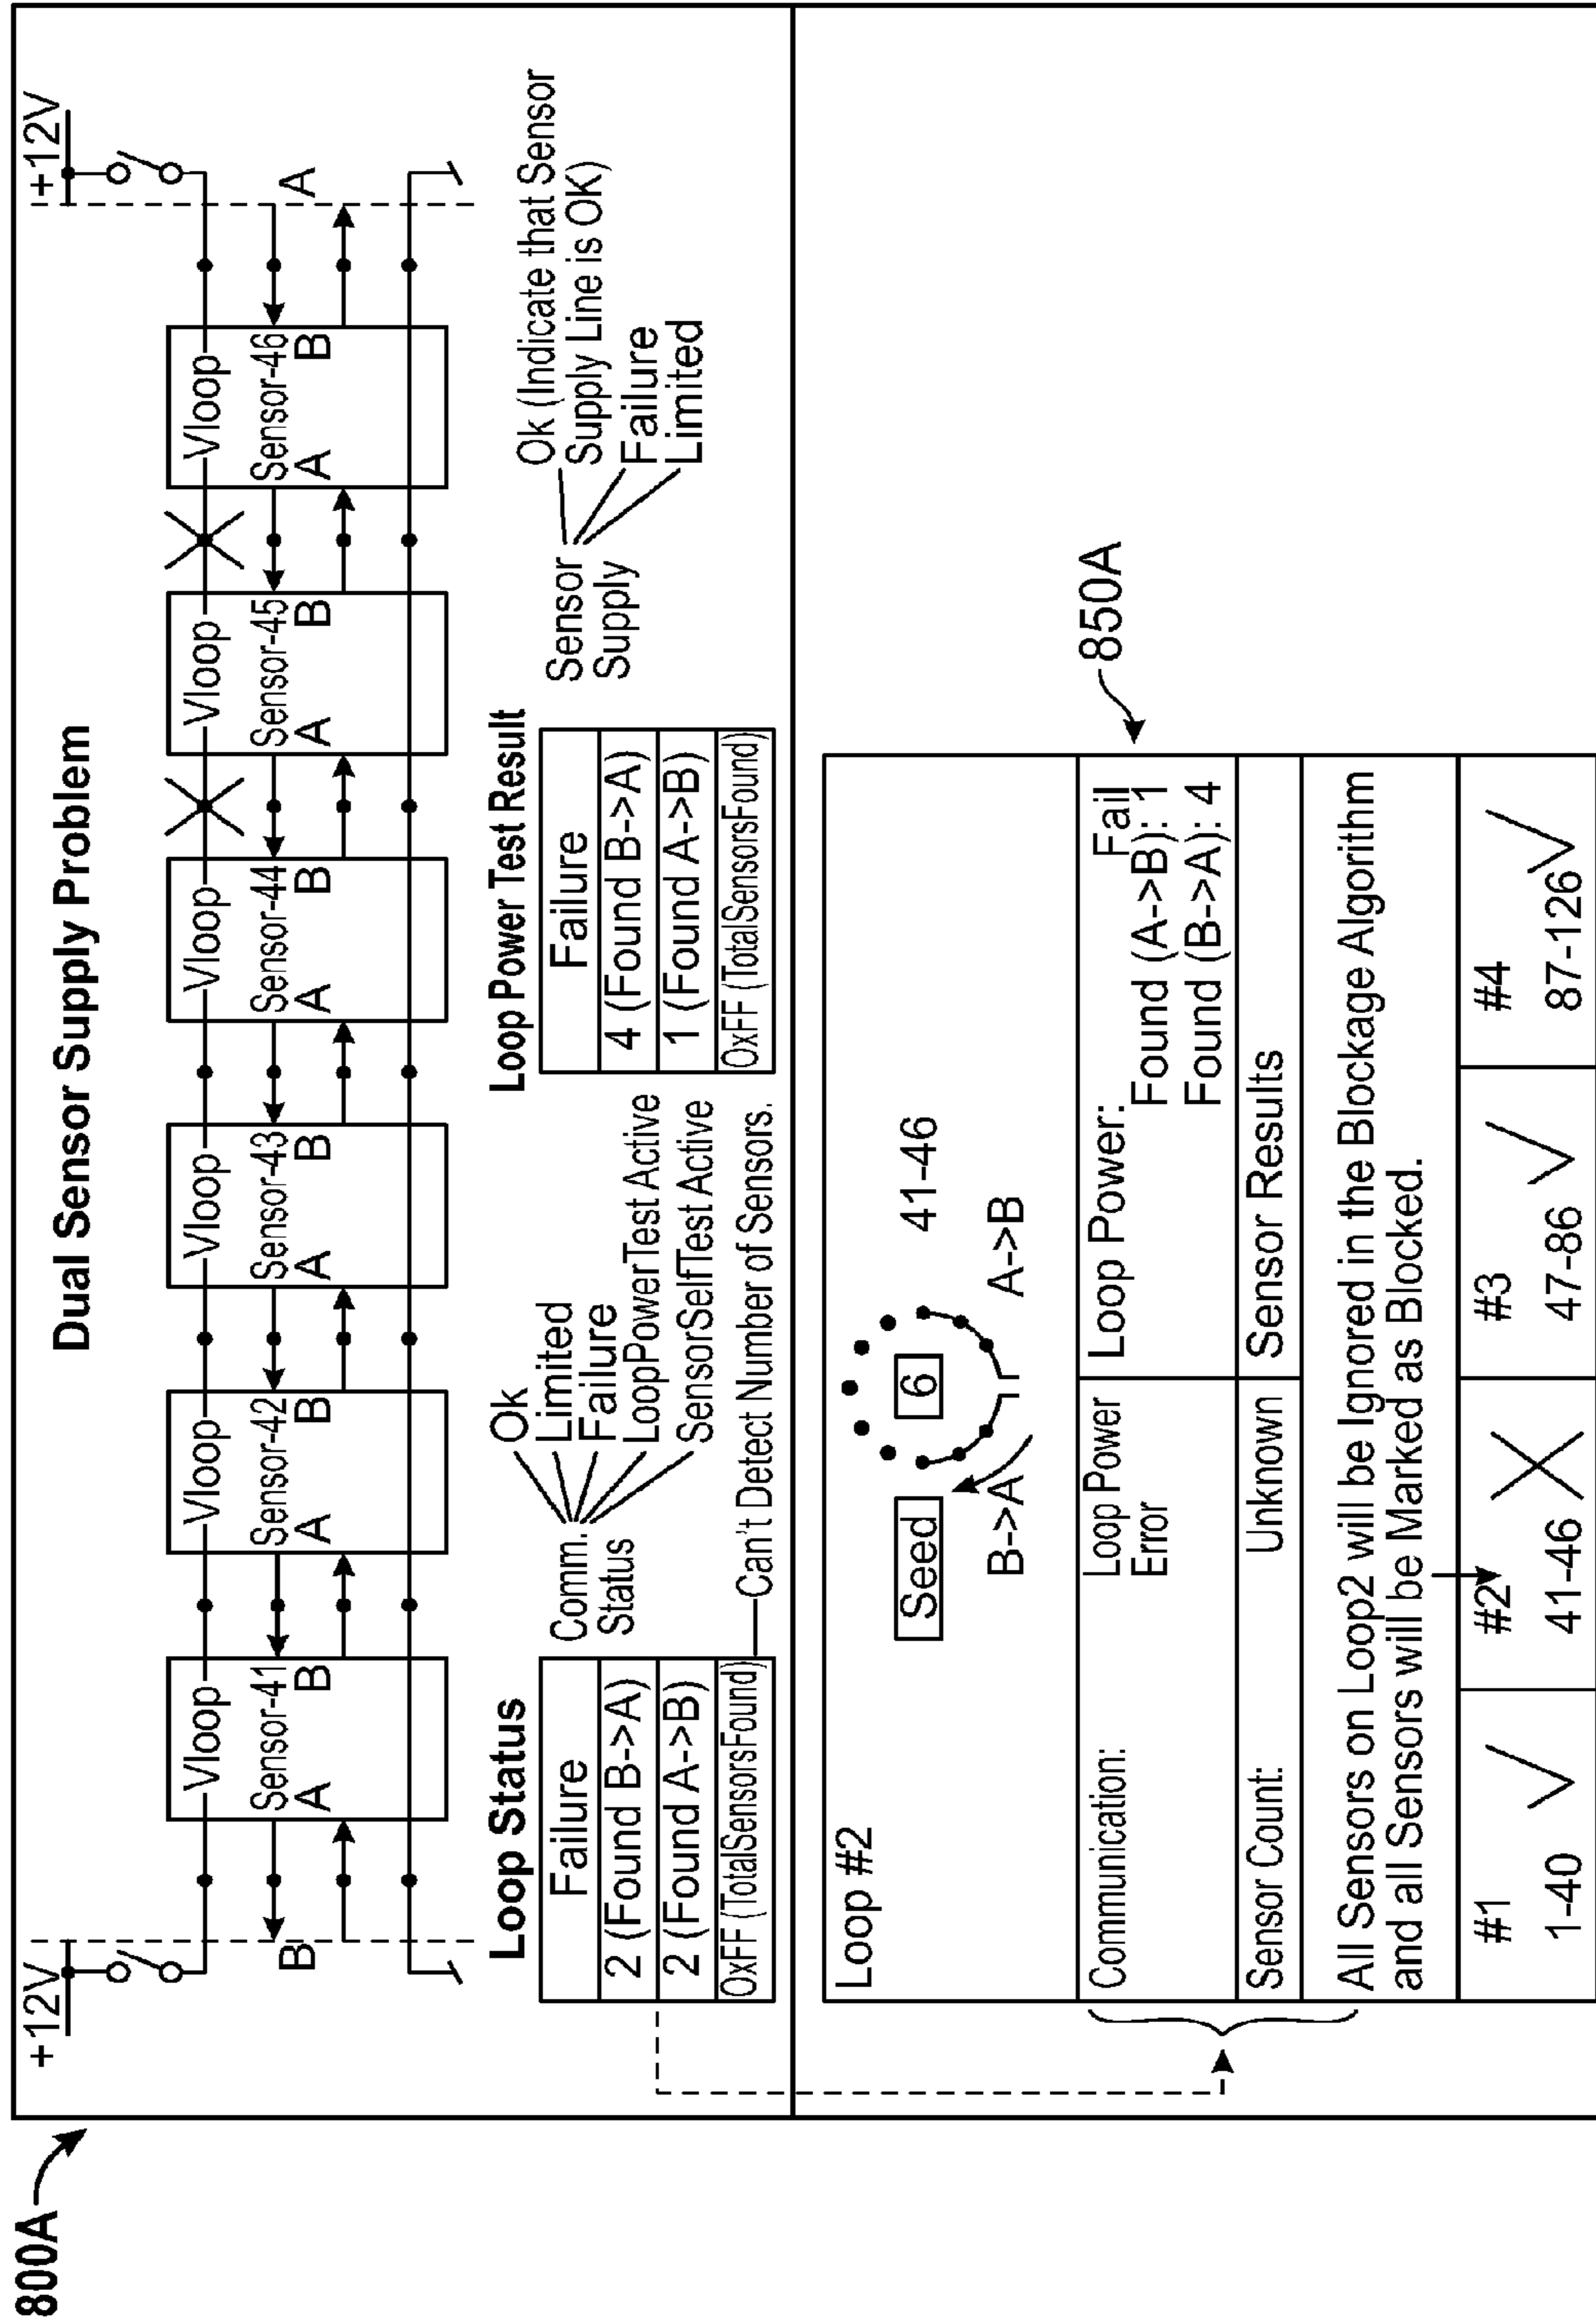 800A
Dual Sensor Supply Problem
+12V
+12V
Vloop
Vloop
Vloop
Vloop
Vloop
Vloop
Sensor-41
Sensor-42
Sensor-43
Sensor-44
Sensor-45
Sensor-46
B
A
B
A
B
A
B
A
B
A
B
A
B
A
Loop Status
Failure
2 (Found B->A)
2 (Found A->B)
OxFF (TotalSensorsFound)
Comm.
Status
Ok
Limited
Failure
LoopPowerTest Active
SensorSelfTest Active
Can't Detect Number of Sensors.
Loop Power Test Result
Failure
4 (Found B->A)
1 (Found A->B)
OxFF (TotalSensorsFound)
Sensor
Supply
Ok (Indicate that Sensor
Supply Line is OK)
Failure
Limited
850A
Loop #2
Seed
6
41-46
B->A
A->B
Communication:
Loop Power
Error
Loop Power:
Fail
Found (A->B): 1
Found (B->A): 4
Sensor Count:
Unknown
Sensor Results
All Sensors on Loop2 will be Ignored in the Blockage Algorithm
and all Sensors will be Marked as Blocked.
#1
1-40
#2
41-46
#3
47-86
#4
87-126